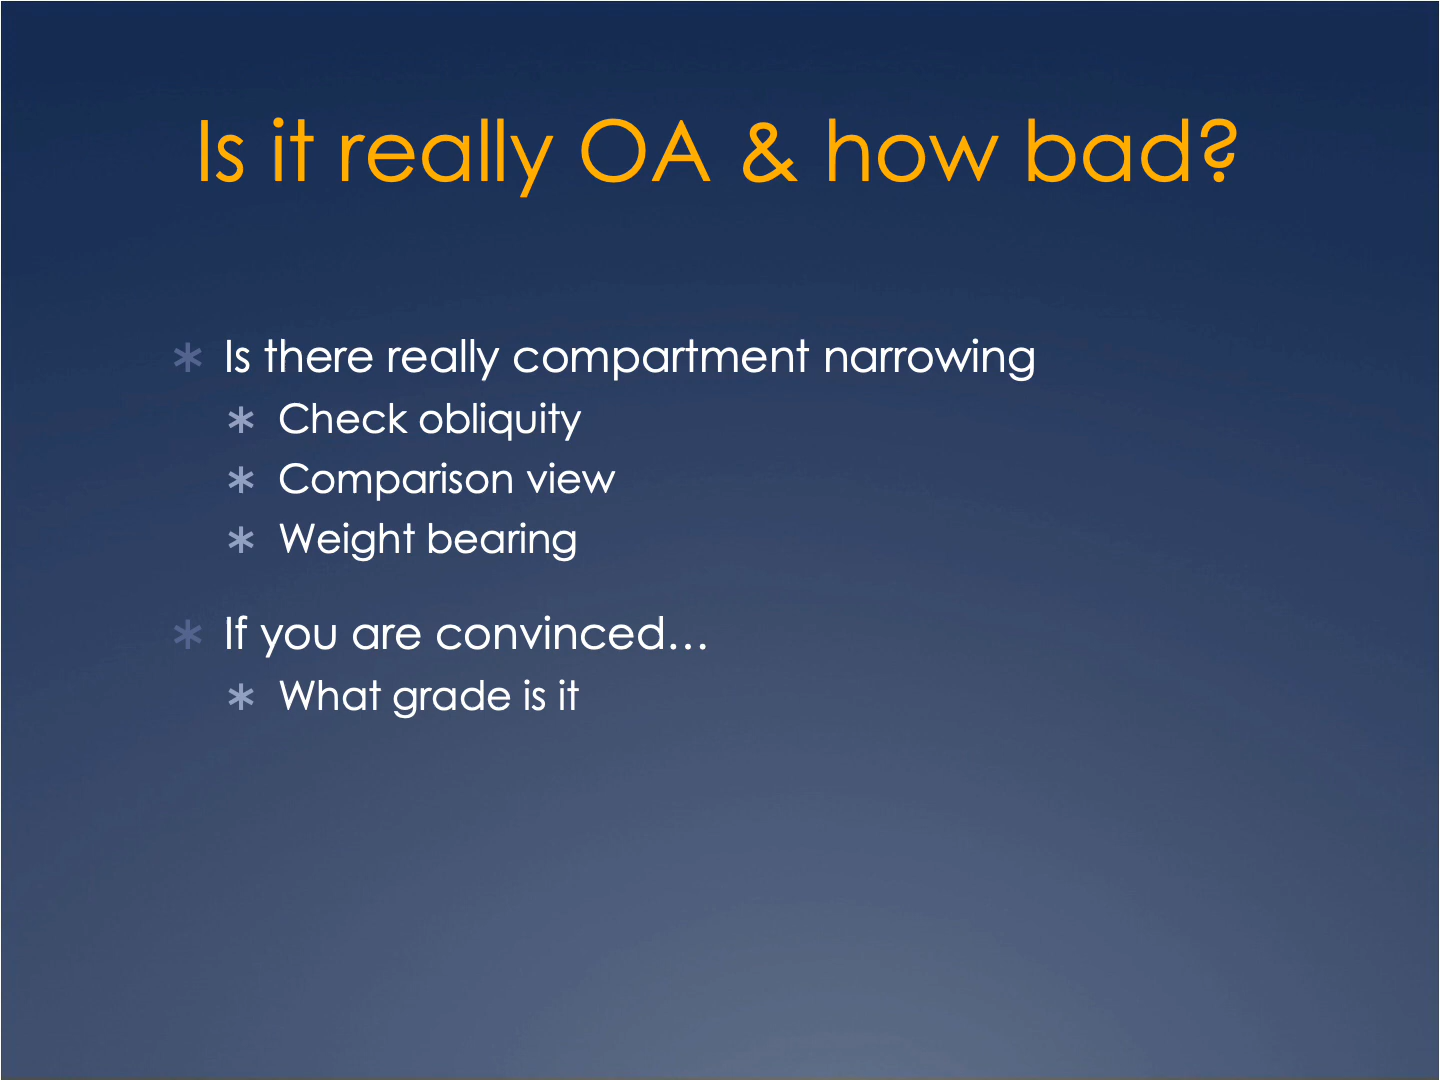 Is it really OA & how bad?
Is there really compartment narrowing
Check obliquity
Comparison view
Weight bearing
If you are convinced…
What grade is it